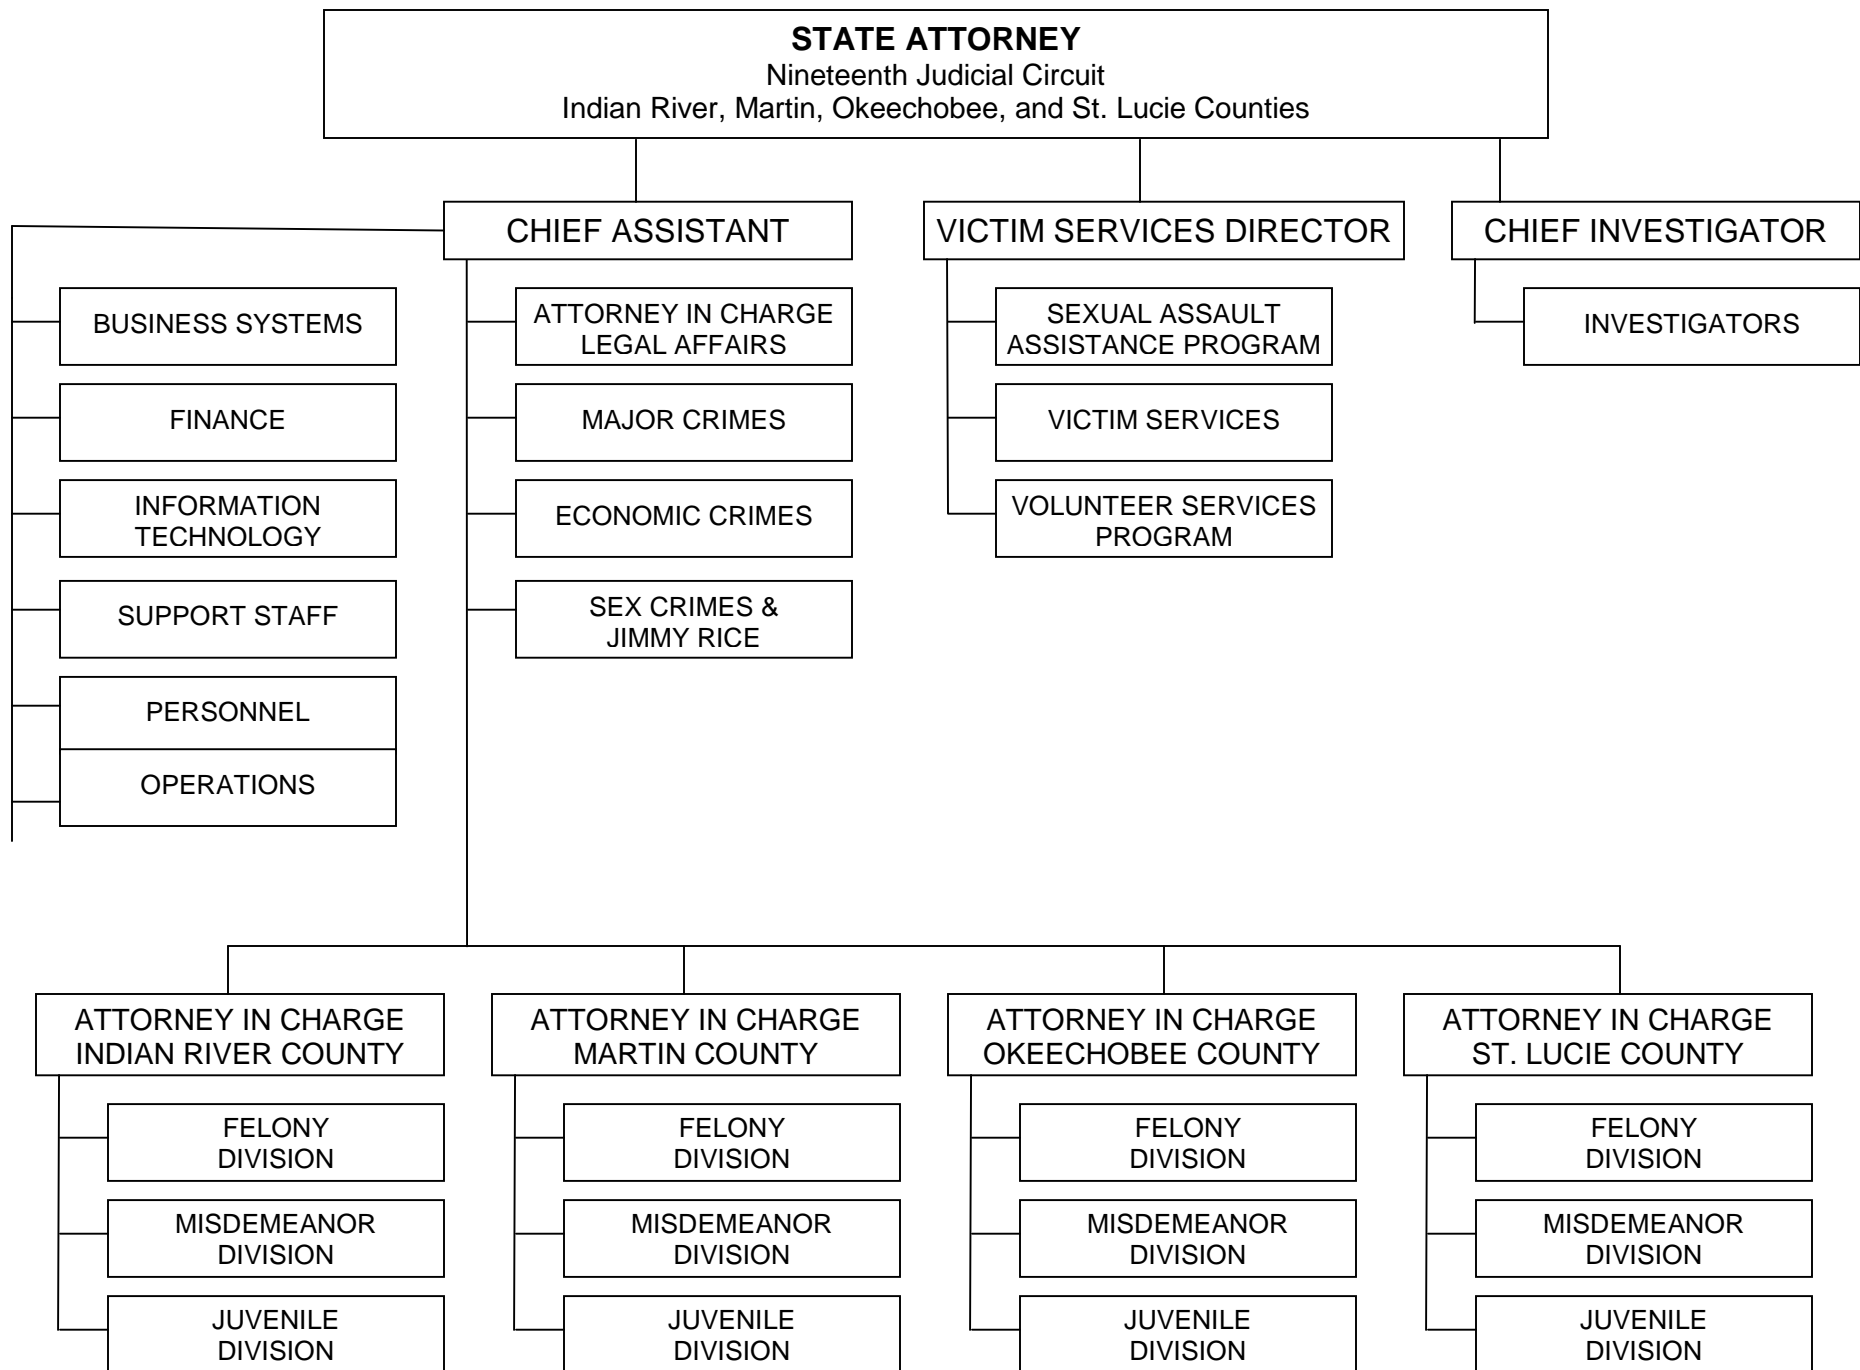 STATE ATTORNEY
Nineteenth Judicial Circuit
Indian River, Martin, Okeechobee, and St. Lucie Counties
CHIEF ASSISTANT
VICTIM SERVICES DIRECTOR
CHIEF INVESTIGATOR
BUSINESS SYSTEMS
FINANCE
INFORMATION
TECHNOLOGY
SUPPORT STAFF
PERSONNEL
OPERATIONS
ATTORNEY IN CHARGE
LEGAL AFFAIRS
MAJOR CRIMES
ECONOMIC CRIMES
SEX CRIMES &
JIMMY RICE
SEXUAL ASSAULT
ASSISTANCE PROGRAM
VICTIM SERVICES
VOLUNTEER SERVICES
PROGRAM
INVESTIGATORS
ATTORNEY IN CHARGE
INDIAN RIVER COUNTY
FELONY
DIVISION
MISDEMEANOR
DIVISION
JUVENILE
DIVISION
ATTORNEY IN CHARGE
MARTIN COUNTY
FELONY
DIVISION
MISDEMEANOR
DIVISION
JUVENILE
DIVISION
ATTORNEY IN CHARGE
OKEECHOBEE COUNTY
FELONY
DIVISION
MISDEMEANOR
DIVISION
JUVENILE
DIVISION
ATTORNEY IN CHARGE
ST. LUCIE COUNTY
FELONY
DIVISION
MISDEMEANOR
DIVISION
JUVENILE
DIVISION